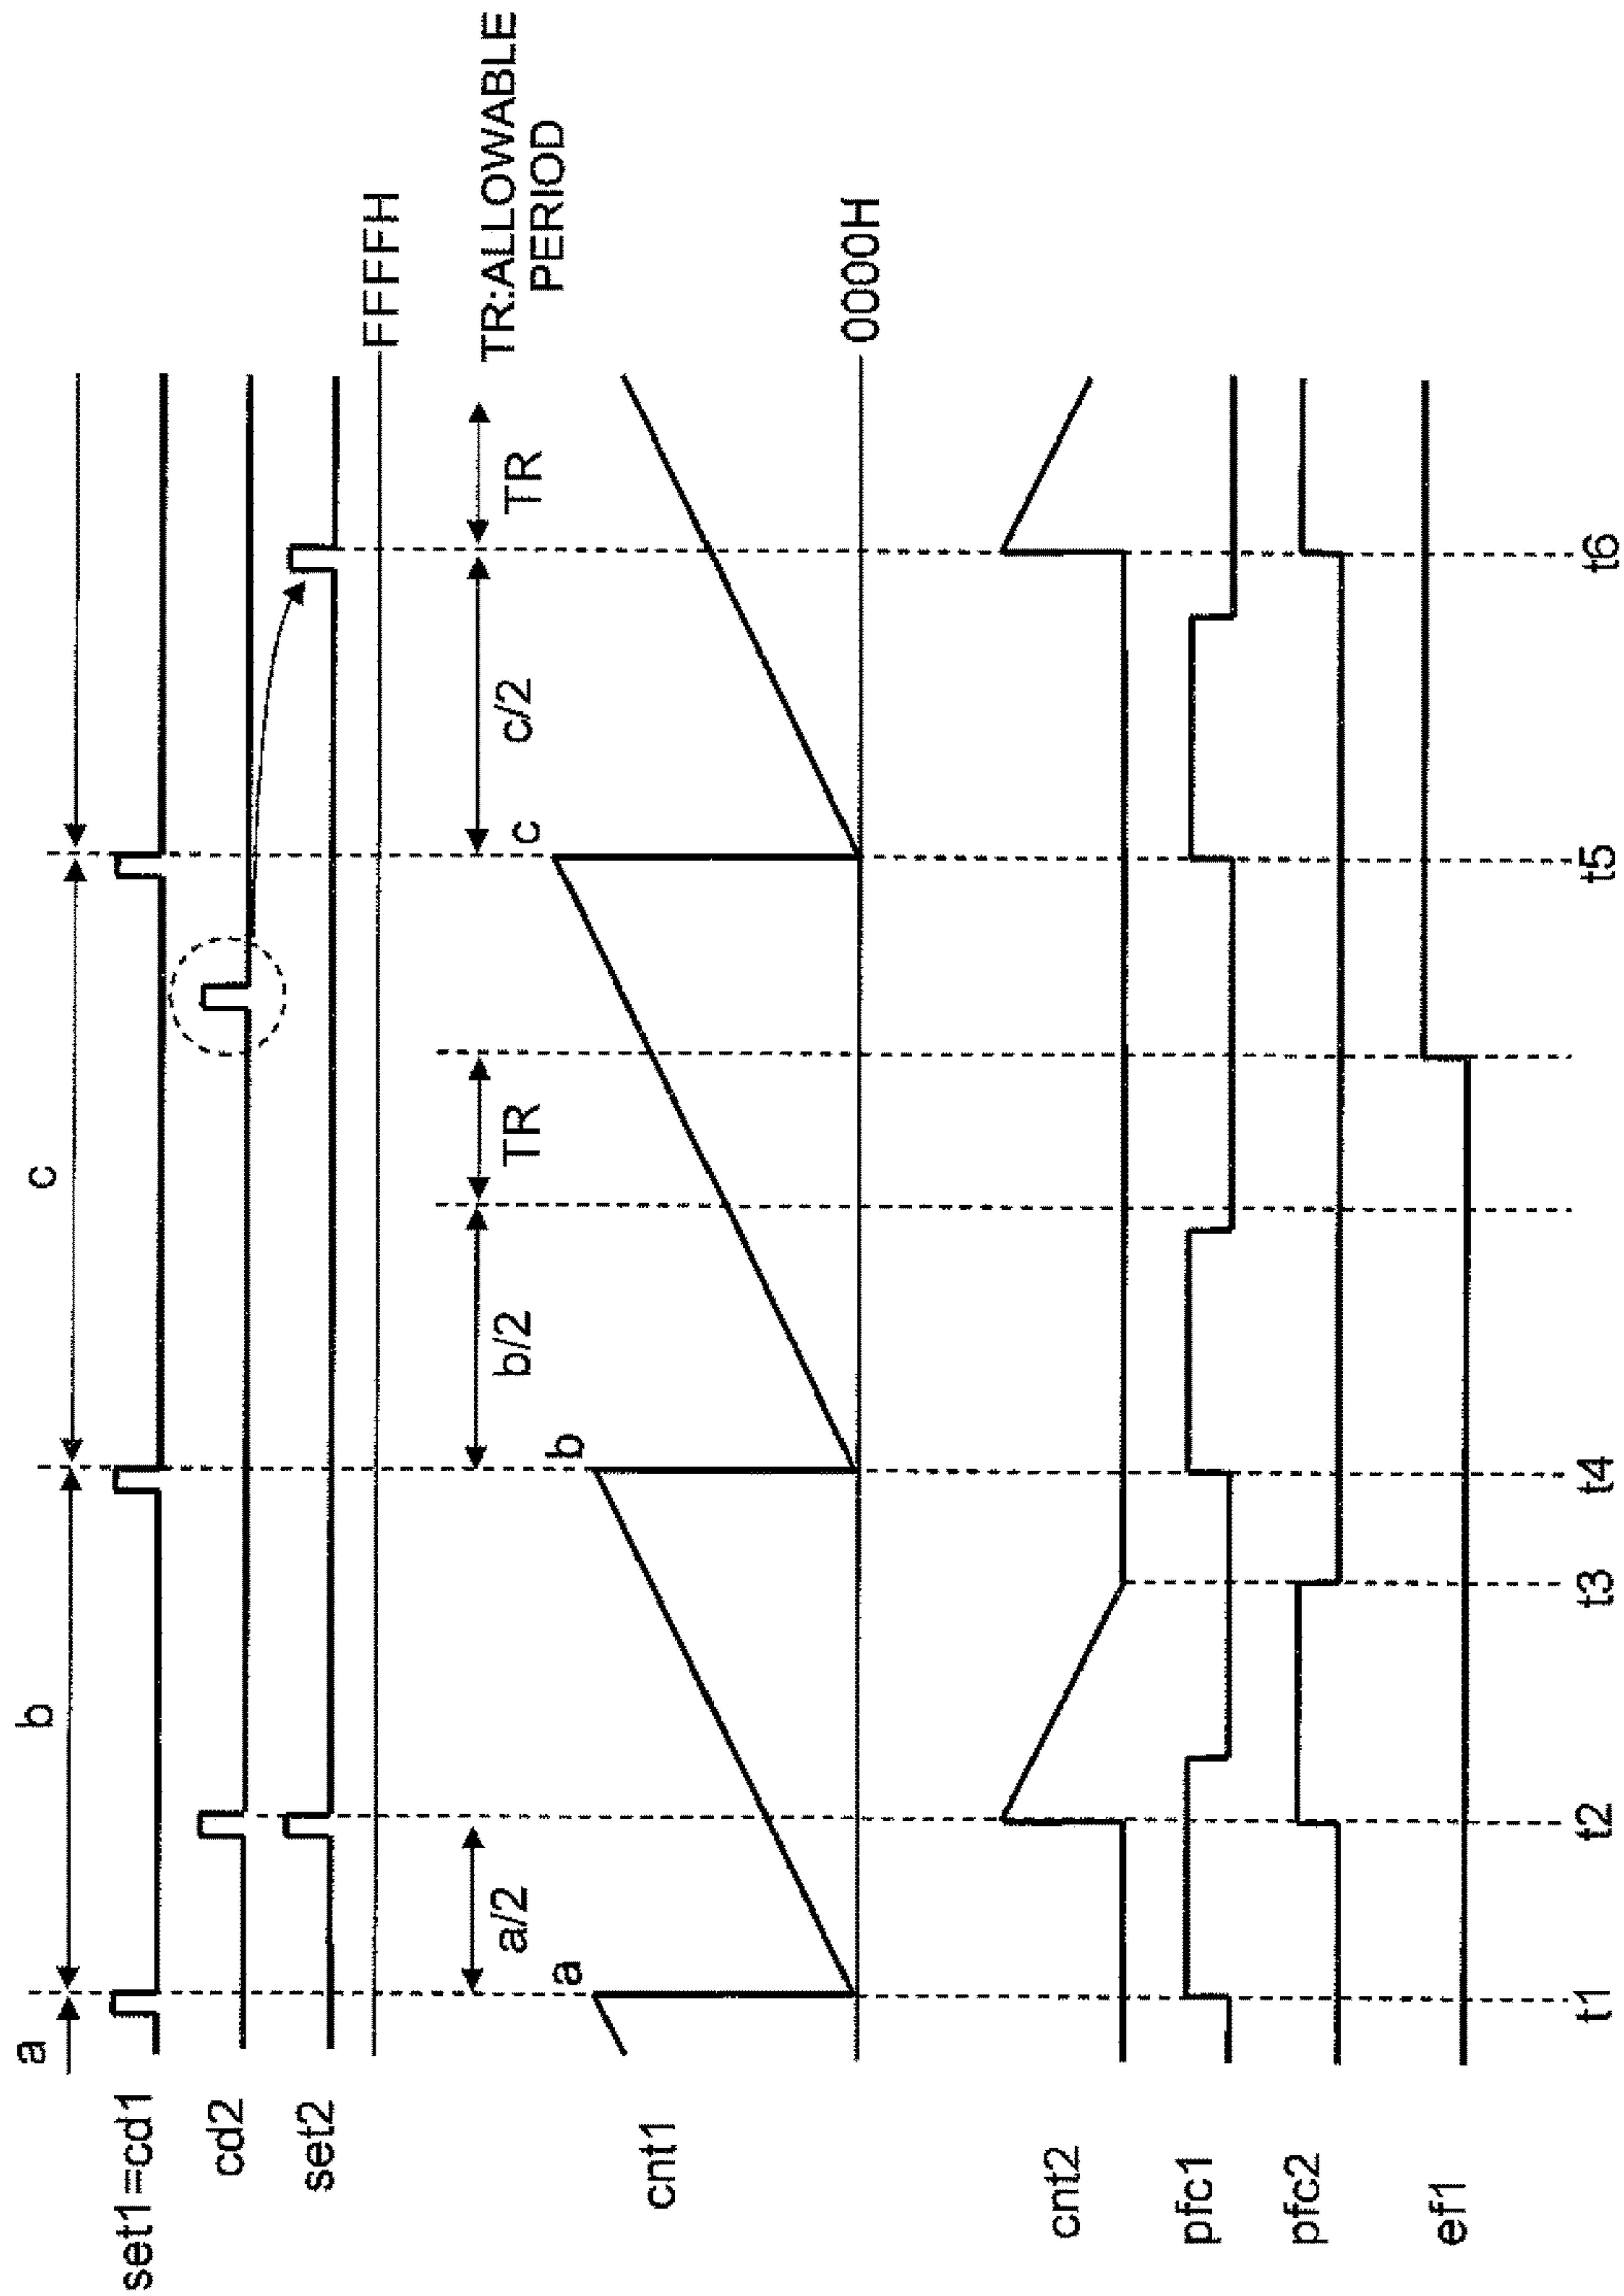 a
b
c
set1=cd1
cd2
set2
FFFFH
a/2
b/2
TR
c/2
TR
TR:ALLOWABLE
PERIOD
a
b
c
cnt1
0000H
cnt2
pfc1
pfc2
ef1
t1
t2
t3
t4
t5
t6